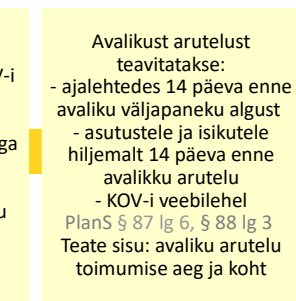 -i
ga
u
Avalikust arutelust
teavitatakse:
- ajalehtedes 14 päeva enne
avaliku väljapaneku algust
- asutustele ja isikutele
hiljemalt 14 päeva enne
avalikku arutelu
- KOV-i veebilehel
PlanS § 87 lg 6, § 88 lg 3
Teate sisu: avaliku arutelu
toimumise aeg ja koht